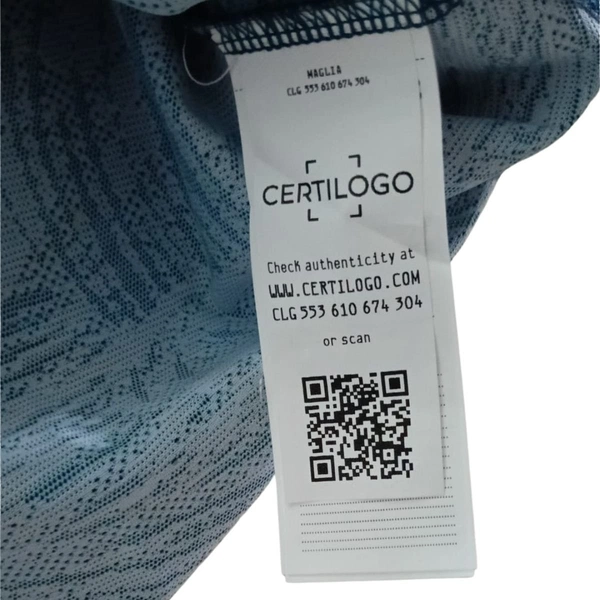 MAGLIA
CLG 553 610 674 304
CERTILOGO
Check authenticity at
WWW.CERTILOGO.COM
CLG 553 610 674 304
or scan